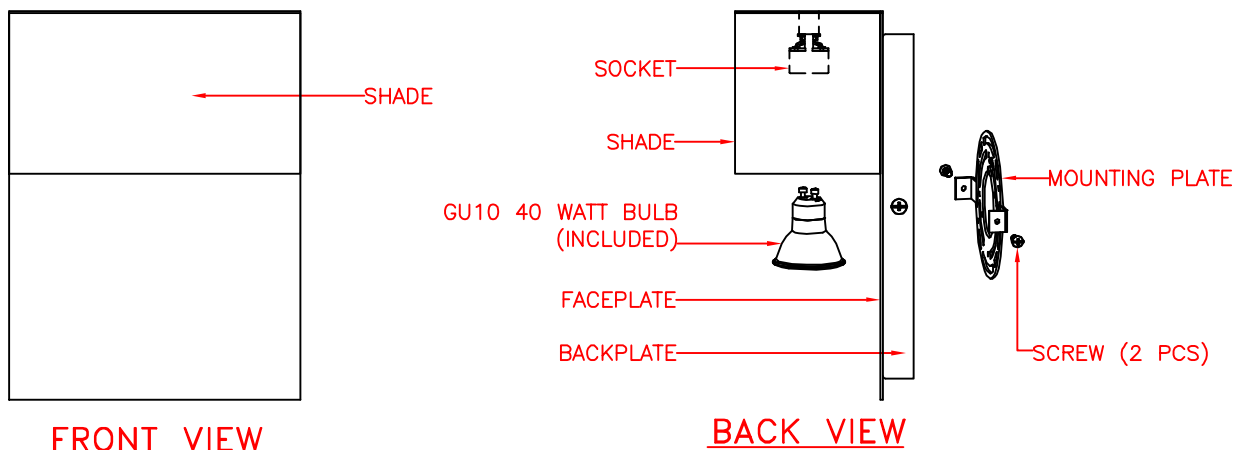 SHADE
FRONT VIEW
SOCKET
SHADE
GU10 40 WATT BULB
(INCLUDED)
FACEPLATE
BACKPLATE
MOUNTING PLATE
SCREW (2 PCS)
BACK VIEW